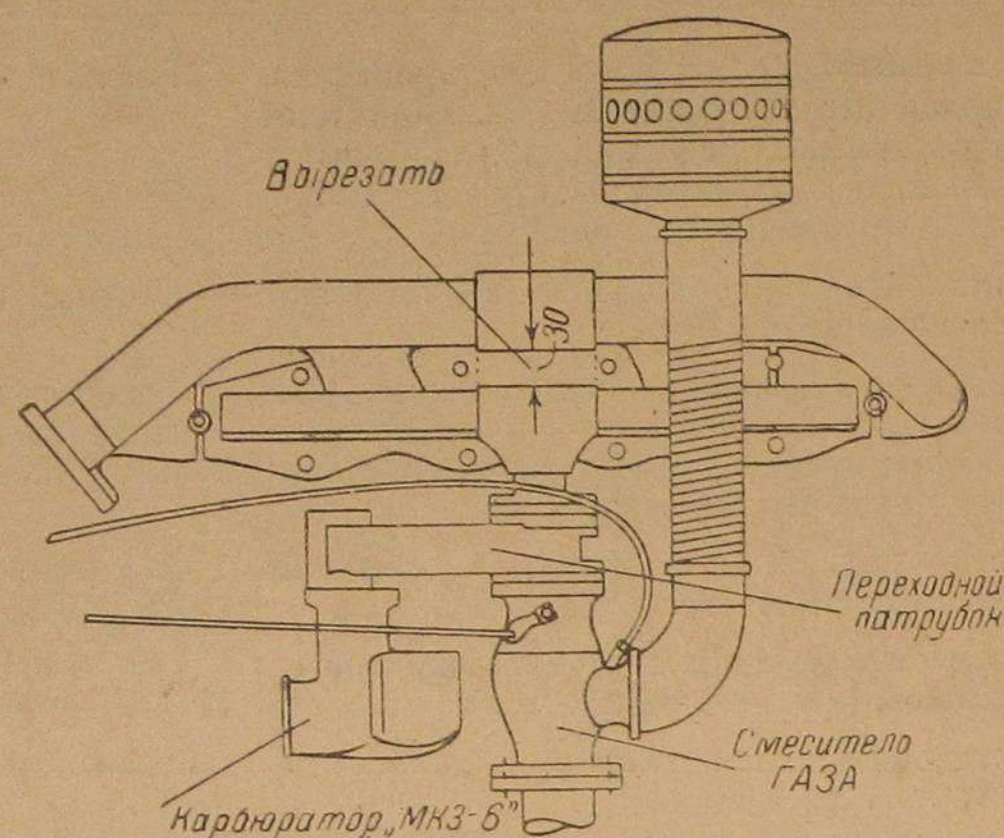 Вырезать
30
Переходной
патрубок
Смеситель
ГАЗА
Карбюратор „МКЗ-6"